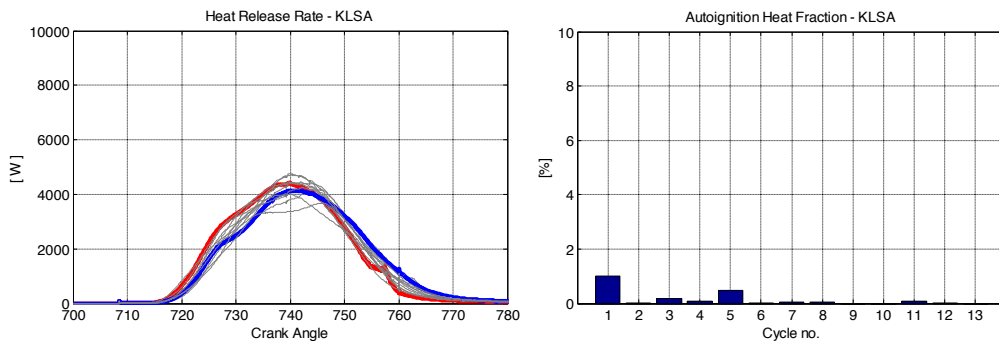 Heat Release Rate - KLSA
10000
8000
6000
4000
2000
0
[ W ]
700 710 720 730 740 750 760 770 780
Crank Angle
Autoignition Heat Fraction - KLSA
10
8
6
4
2
0
[%]
1 2 3 4 5 6 7 8 9 10 11 12 13
Cycle no.